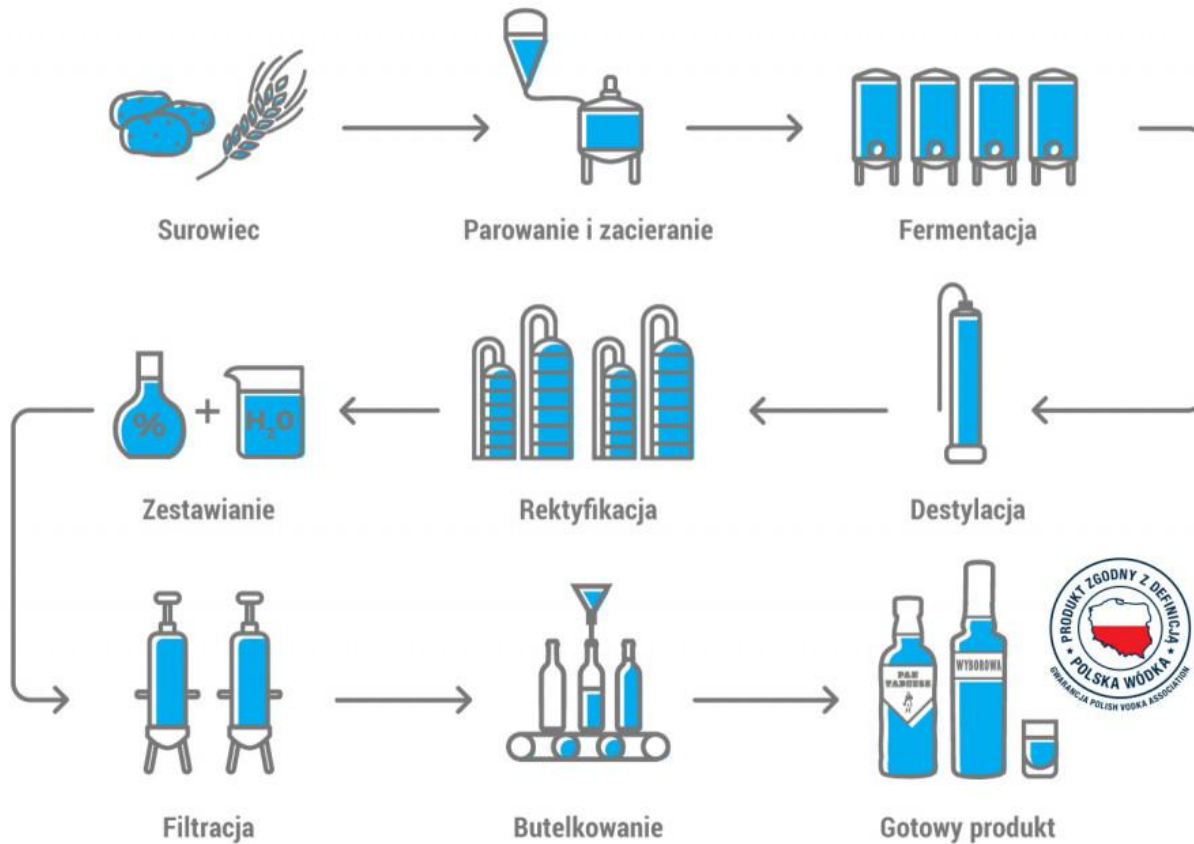 Surowiec
Parowanie i zacieranie
Fermentacja
%
+
H₂O
Zestawianie
Rektyfikacja
Destylacja
PAN
TADEUSZ
WYBOROWA
PRODUKT ZGODNY Z DEFINICJĄ
★ POLSKA WÓDKA ★
GWARANCJA POLISH VODKA ASSOCIATION
Filtracja
Butelkowanie
Gotowy produkt